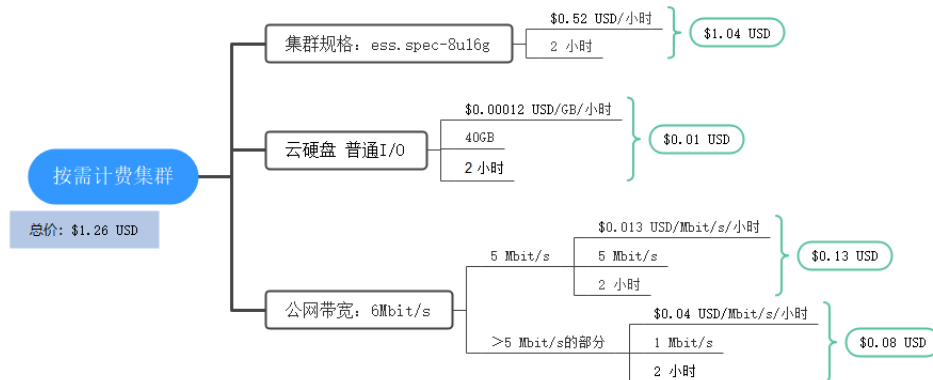 按需计费集群
总价: $1.26 USD
集群规格: ess.spec-8u16g
$0.52 USD/小时
2 小时
$1.04 USD
云硬盘 普通I/O
$0.00012 USD/GB/小时
40GB
2 小时
$0.01 USD
公网带宽: 6Mbit/s
5 Mbit/s
$0.013 USD/Mbit/s/小时
5 Mbit/s
2 小时
$0.13 USD
>5 Mbit/s的部分
$0.04 USD/Mbit/s/小时
1 Mbit/s
2 小时
$0.08 USD